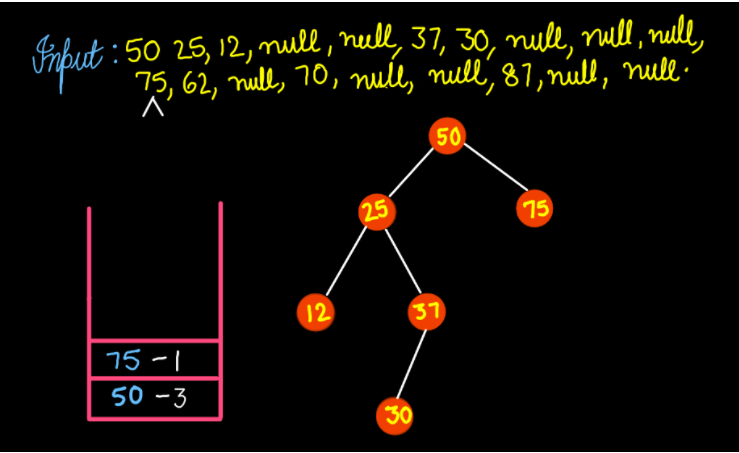 Input : 50 25, 12, null, null, 37, 30, null, null, null,
75, 62, null, 70, null, null, 87, null, null.
^
50
25
75
12
37
30
75 - 1
50 - 3